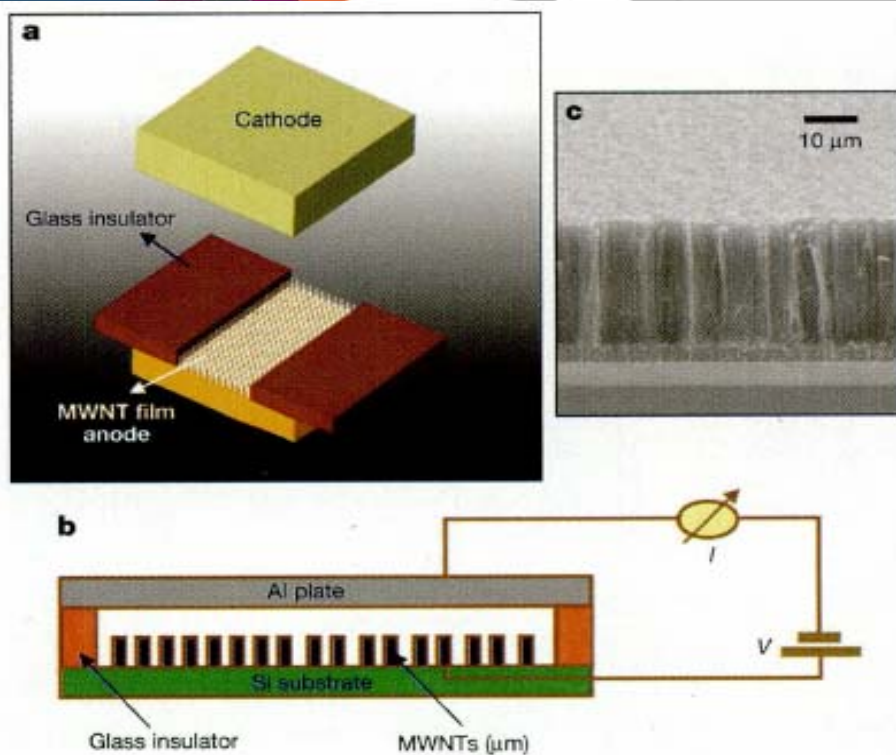 a
Cathode
Glass insulator
MWNT film
anode
c
10 µm
b
I
Al plate
V
Si substrate
Glass insulator
MWNTs (µm)